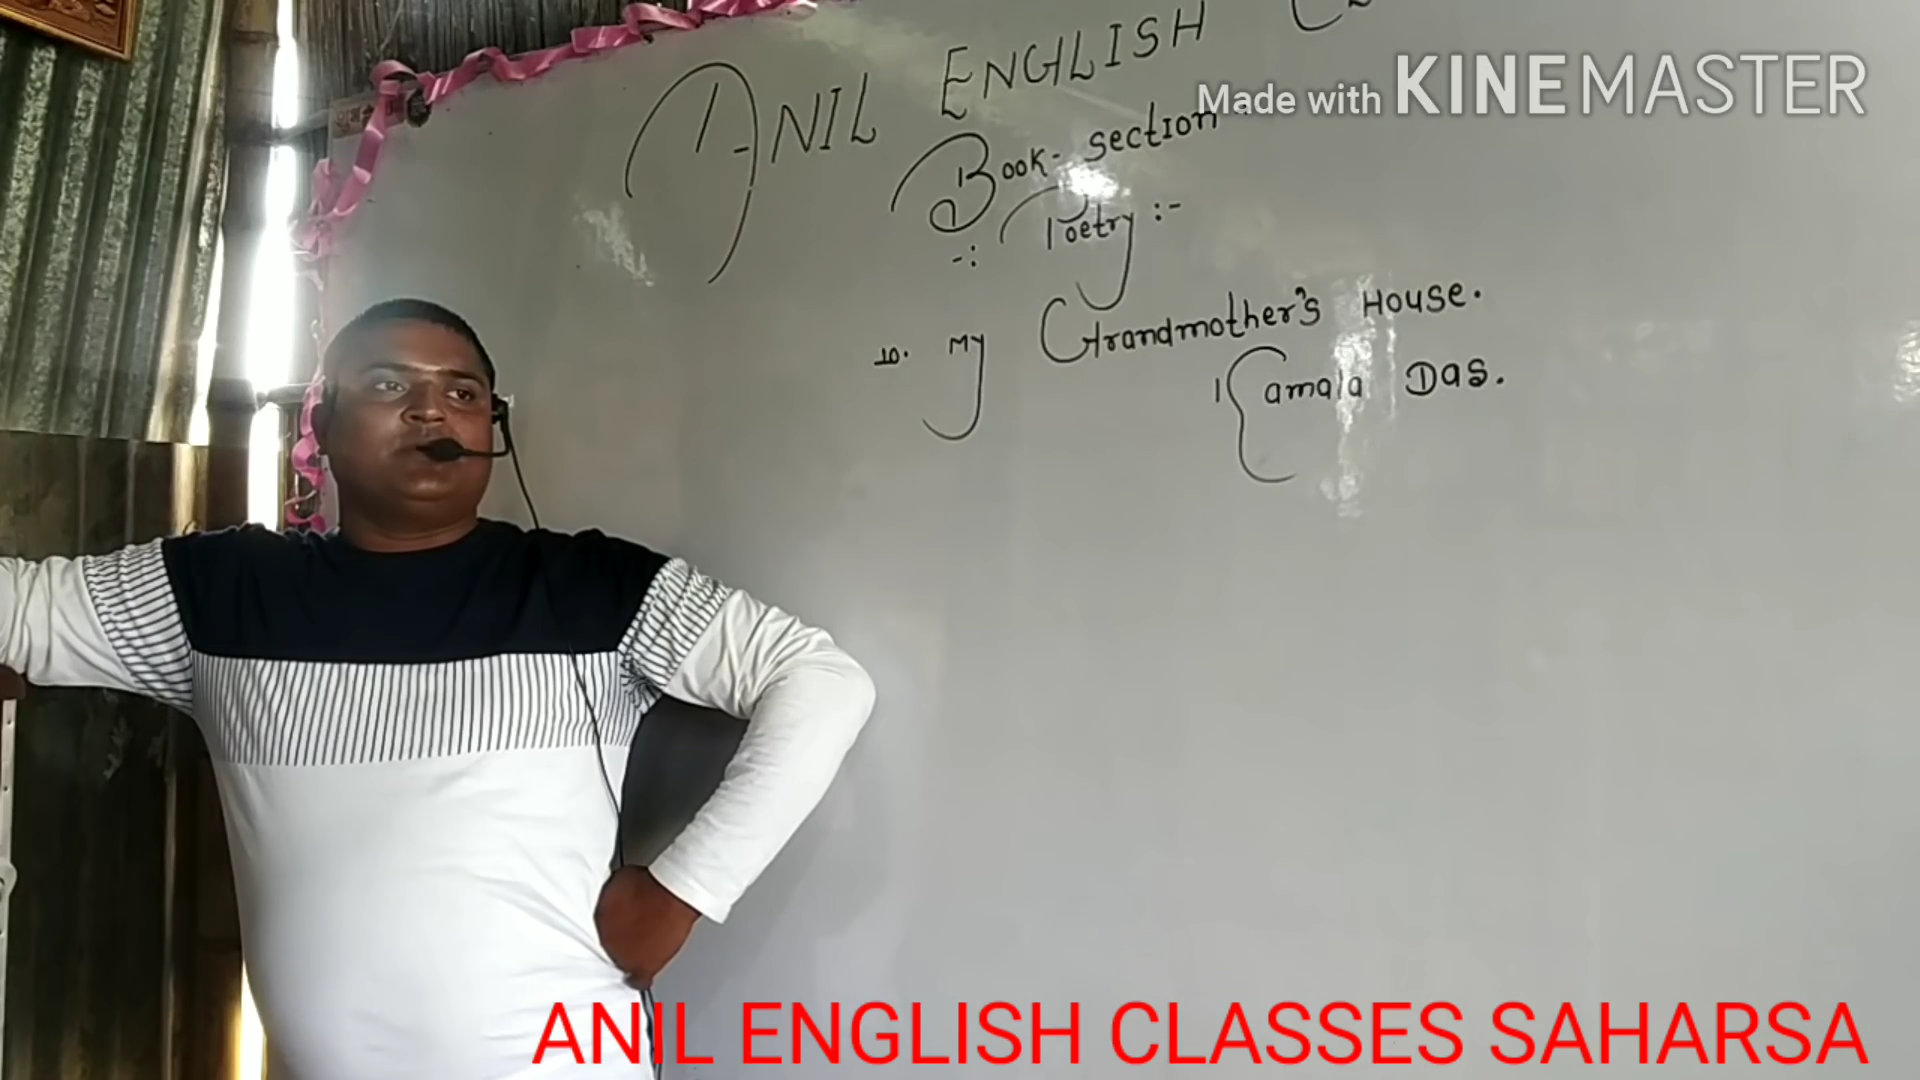 ANIL ENGLISH
Made with KINEMASTER
Book- section
-: Poetry :-
10. My Grandmother's House.
Kamala Das.
ANIL ENGLISH CLASSES SAHARSA